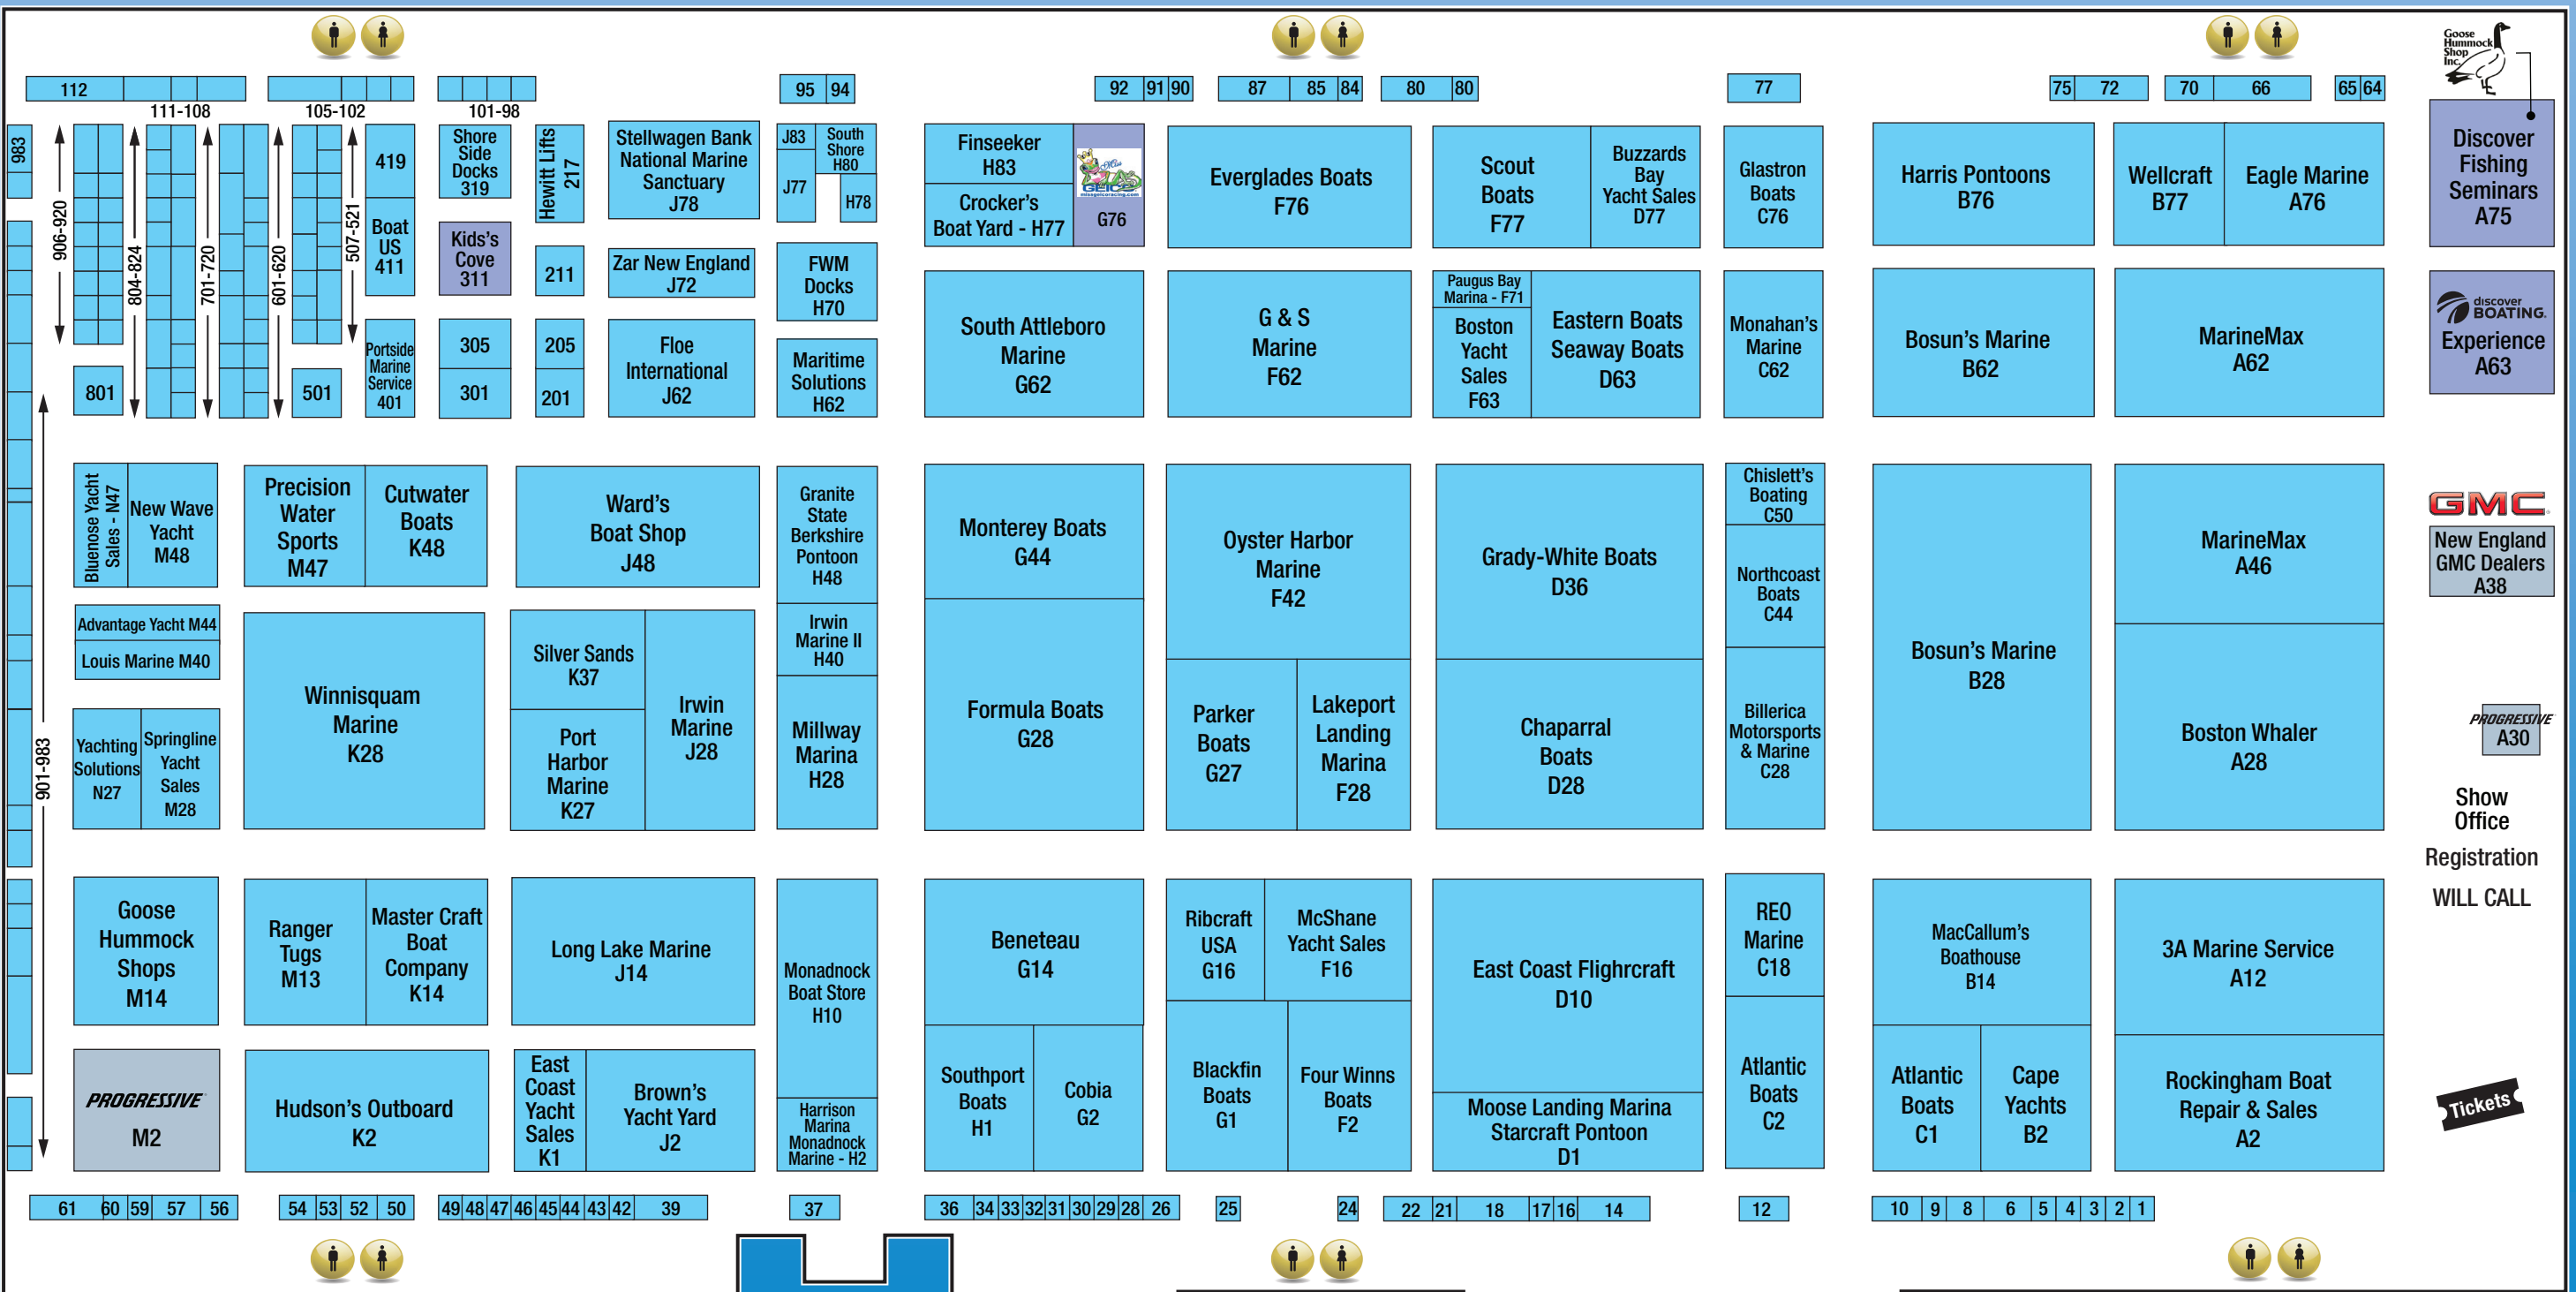 Goose
Hummock
Shop
Inc.
112
111-108
105-102
101-98
95
94
92
91
90
87
85
84
80
80
77
75
72
70
66
65
64
983
906-920
804-824
701-720
601-620
507-521
419
Boat
US
411
Shore
Side
Docks
319
Hewitt Lifts
217
Stellwagen Bank
National Marine
Sanctuary
J78
J83
J77
South
Shore
H80
H78
Finseeker
H83
Crocker's
Boat Yard - H77
Miss
GEICO
G76
Everglades Boats
F76
Scout
Boats
F77
Buzzards
Bay
Yacht Sales
D77
Glastron
Boats
C76
Harris Pontoons
B76
Wellcraft
B77
Eagle Marine
A76
Discover
Fishing
Seminars
A75
Kids's
Cove
311
211
Zar New England
J72
FWM
Docks
H70
South Attleboro
Marine
G62
G & S
Marine
F62
Paugus Bay
Marina - F71
Boston
Yacht
Sales
F63
Eastern Boats
Seaway Boats
D63
Monahan's
Marine
C62
Bosun's Marine
B62
MarineMax
A62
discover
BOATING.
Experience
A63
801
501
Portside
Marine
Service
401
305
301
205
201
Floe
International
J62
Maritime
Solutions
H62
901-983
Bluenose Yacht
Sales - N47
New Wave
Yacht
M48
Precision
Water
Sports
M47
Cutwater
Boats
K48
Ward's
Boat Shop
J48
Granite
State
Berkshire
Pontoon
H48
Monterey Boats
G44
Oyster Harbor
Marine
F42
Grady-White Boats
D36
Chislett's
Boating
C50
Northcoast
Boats
C44
Bosun's Marine
B28
MarineMax
A46
GMC
New England
GMC Dealers
A38
Advantage Yacht M44
Louis Marine M40
Winnisquam
Marine
K28
Silver Sands
K37
Port
Harbor
Marine
K27
Irwin
Marine
J28
Irwin
Marine II
H40
Millway
Marina
H28
Formula Boats
G28
Parker
Boats
G27
Lakeport
Landing
Marina
F28
Chaparral
Boats
D28
Billerica
Motorsports
& Marine
C28
Boston Whaler
A28
PROGRESSIVE
A30
Yachting
Solutions
N27
Springline
Yacht
Sales
M28
Show
Office
Registration
WILL CALL
Goose
Hummock
Shops
M14
Ranger
Tugs
M13
Master Craft
Boat
Company
K14
Long Lake Marine
J14
Monadnock
Boat Store
H10
Beneteau
G14
Ribcraft
USA
G16
McShane
Yacht Sales
F16
East Coast Flighrcraft
D10
REO
Marine
C18
MacCallum's
Boathouse
B14
3A Marine Service
A12
PROGRESSIVE
M2
Hudson's Outboard
K2
East
Coast
Yacht
Sales
K1
Brown's
Yacht Yard
J2
Harrison
Marina
Monadnock
Marine - H2
Southport
Boats
H1
Cobia
G2
Blackfin
Boats
G1
Four Winns
Boats
F2
Moose Landing Marina
Starcraft Pontoon
D1
Atlantic
Boats
C2
Atlantic
Boats
C1
Cape
Yachts
B2
Rockingham Boat
Repair & Sales
A2
Tickets
61
60
59
57
56
54
53
52
50
49
48
47
46
45
44
43
42
39
37
36
34
33
32
31
30
29
28
26
25
24
22
21
18
17
16
14
12
10
9
8
6
5
4
3
2
1